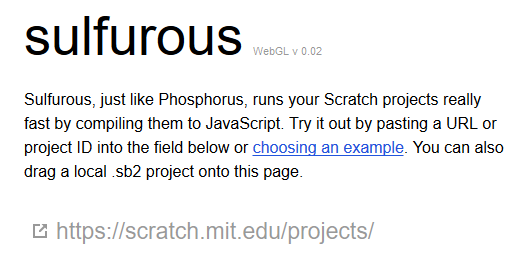 sulfurous WebGL v 0.02
Sulfurous, just like Phosphorus, runs your Scratch projects really
fast by compiling them to JavaScript. Try it out by pasting a URL or
project ID into the field below or choosing an example. You can also
drag a local .sb2 project onto this page.
https://scratch.mit.edu/projects/